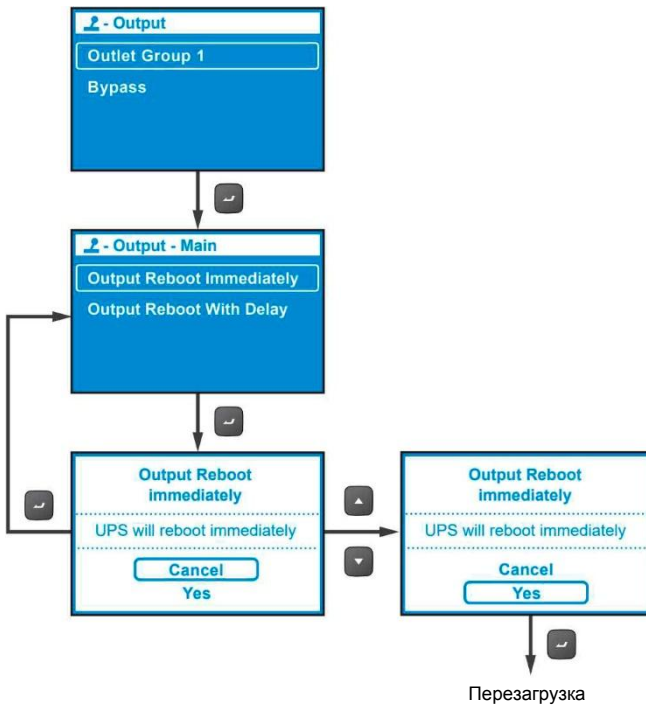 - Output
Outlet Group 1
Bypass
- Output - Main
Output Reboot Immediately
Output Reboot With Delay
Output Reboot
immediately
UPS will reboot immediately
Cancel
Yes
Output Reboot
immediately
UPS will reboot immediately
Cancel
Yes
Перезагрузка